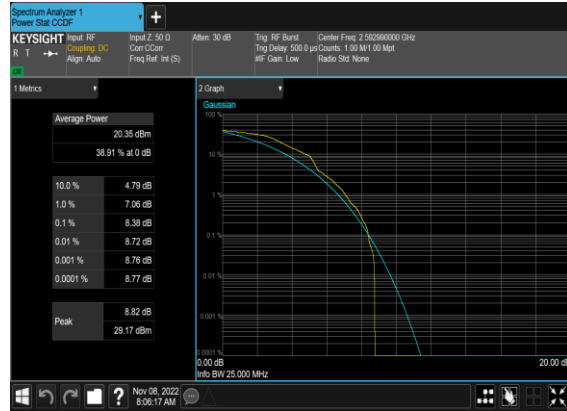 Spectrum Analyzer 1
Power Stat CCDF
KEYSIGHT
R T
Input: RF
Coupling: DC
Align: Auto
Input Z: 50 Ω
Corr CCorr
Freq Ref: Int (S)
Atten: 30 dB
Trig: RF Burst
Trig Delay: 500.0 µs
#IF Gain: Low
Center Freq: 2.592990000 GHz
Counts: 1.00 M/1.00 Mpt
Radio Std: None
1 Metrics
Average Power
20.35 dBm
38.91 % at 0 dB
10.0 % 4.79 dB
1.0 % 7.06 dB
0.1 % 8.38 dB
0.01 % 8.72 dB
0.001 % 8.76 dB
0.0001 % 8.77 dB
Peak
8.82 dB
29.17 dBm
2 Graph
Gaussian
100 %
10 %
1 %
0.1 %
0.01 %
0.001 %
0.0001 %
0.00 dB
20.00 
Info BW 25.000 MHz
?
Nov 08, 2022
8:06:17 AM